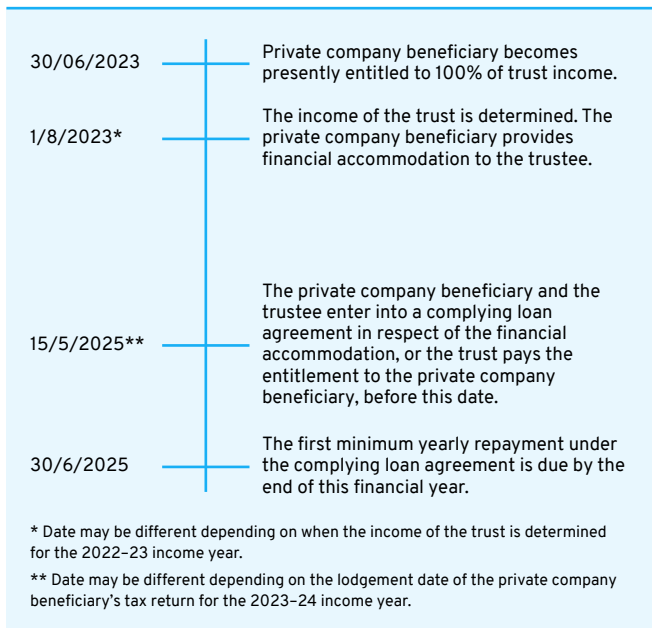 30/06/2023
Private company beneficiary becomes
presently entitled to 100% of trust income.
1/8/2023*
The income of the trust is determined. The
private company beneficiary provides
financial accommodation to the trustee.
15/5/2025**
The private company beneficiary and the
trustee enter into a complying loan
agreement in respect of the financial
accommodation, or the trust pays the
entitlement to the private company
beneficiary, before this date.
30/6/2025
The first minimum yearly repayment under
the complying loan agreement is due by the
end of this financial year.
* Date may be different depending on when the income of the trust is determined
for the 2022–23 income year.
** Date may be different depending on the lodgement date of the private company
beneficiary’s tax return for the 2023–24 income year.